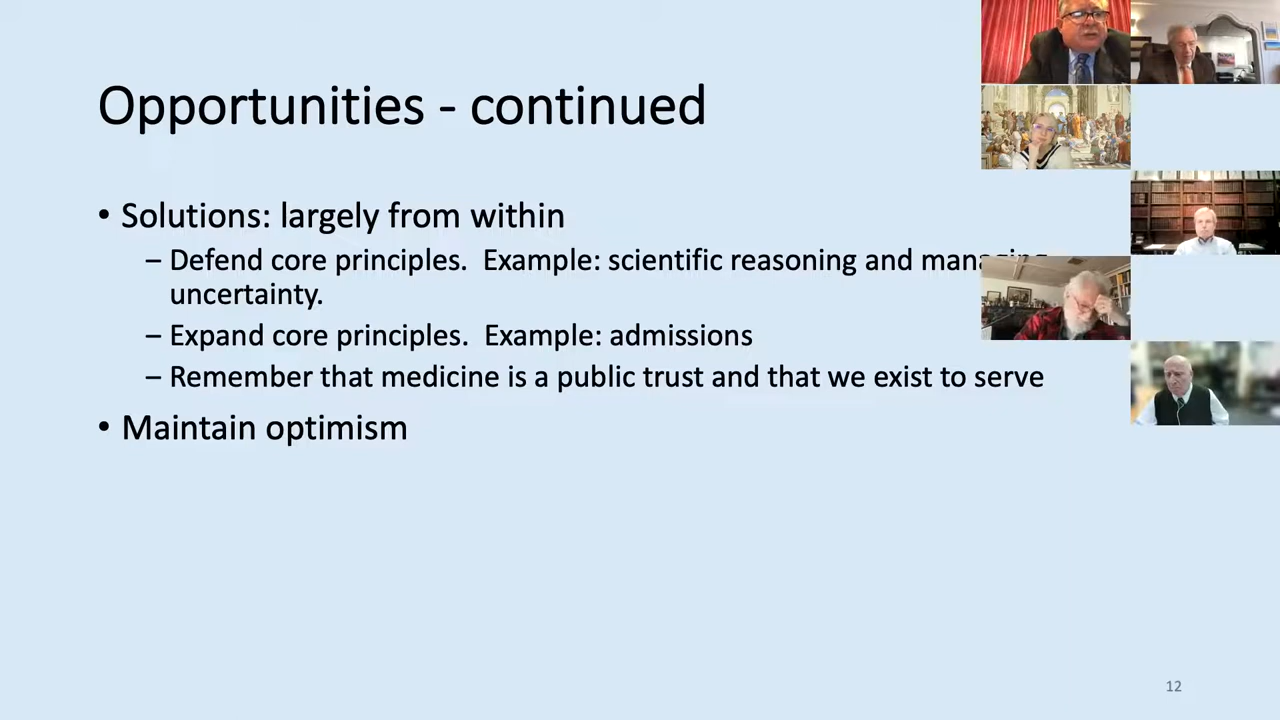 Opportunities - continued
• Solutions: largely from within
– Defend core principles.  Example: scientific reasoning and managing
uncertainty.
– Expand core principles.  Example: admissions
– Remember that medicine is a public trust and that we exist to serve
• Maintain optimism
12